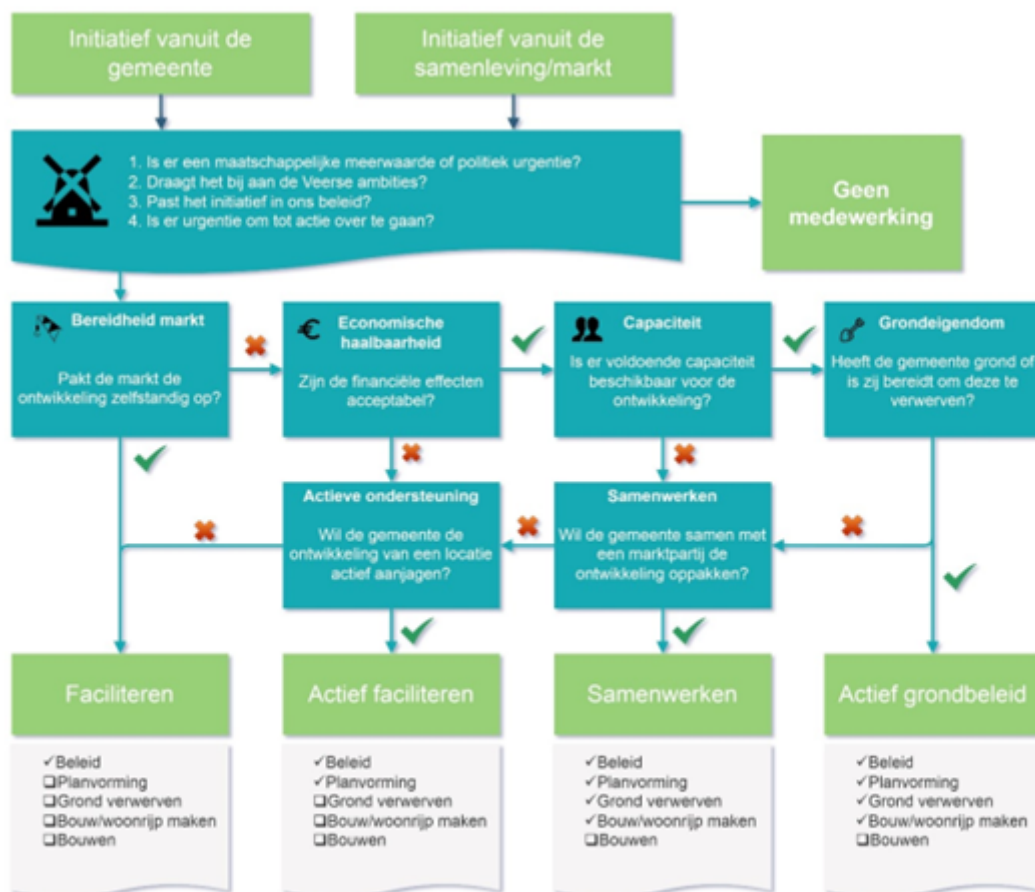 Initiatief vanuit de
gemeente
Initiatief vanuit de
samenleving/markt
1. Is er een maatschappelijke meerwaarde of politiek urgentie?
2. Draagt het bij aan de Veerse ambities?
3. Past het initiatief in ons beleid?
4. Is er urgentie om tot actie over te gaan?
Geen
medewerking
Bereidheid markt
Pakt de markt de
ontwikkeling zelfstandig op?
Economische
haalbaarheid
Zijn de financiële effecten
acceptabel?
Capaciteit
Is er voldoende capaciteit
beschikbaar voor de
ontwikkeling?
Grondeigendom
Heeft de gemeente grond of
is zij bereidt om deze te
verwerven?
Actieve ondersteuning
Wil de gemeente de
ontwikkeling van een locatie
actief aanjagen?
Samenwerken
Wil de gemeente samen met
een marktpartij de
ontwikkeling oppakken?
Faciliteren
✓Beleid
❑Planvorming
❑Grond verwerven
❑Bouw/woonrijp maken
❑Bouwen
Actief faciliteren
✓Beleid
✓Planvorming
❑Grond verwerven
❑Bouw/woonrijp maken
❑Bouwen
Samenwerken
✓Beleid
✓Planvorming
✓Grond verwerven
✓Bouw/woonrijp maken
❑Bouwen
Actief grondbeleid
✓Beleid
✓Planvorming
✓Grond verwerven
✓Bouw/woonrijp maken
❑Bouwen